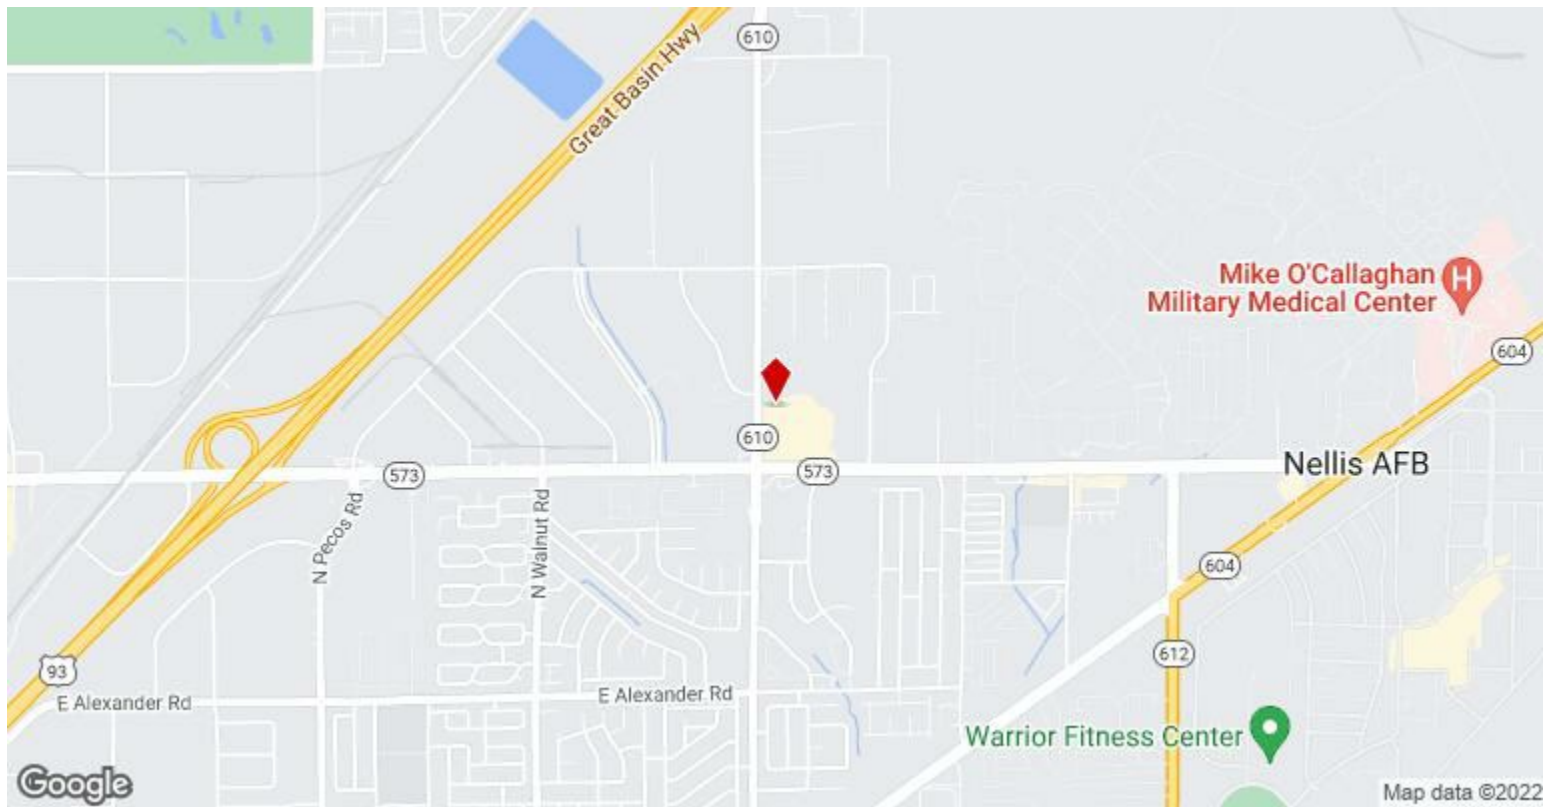 610
Great Basin Hwy
Mike O'Callaghan
Military Medical Center
H
604
610
573
573
Nellis AFB
N Pecos Rd
N Walnut Rd
604
612
93
E Alexander Rd
E Alexander Rd
Warrior Fitness Center
Google
Map data ©2022